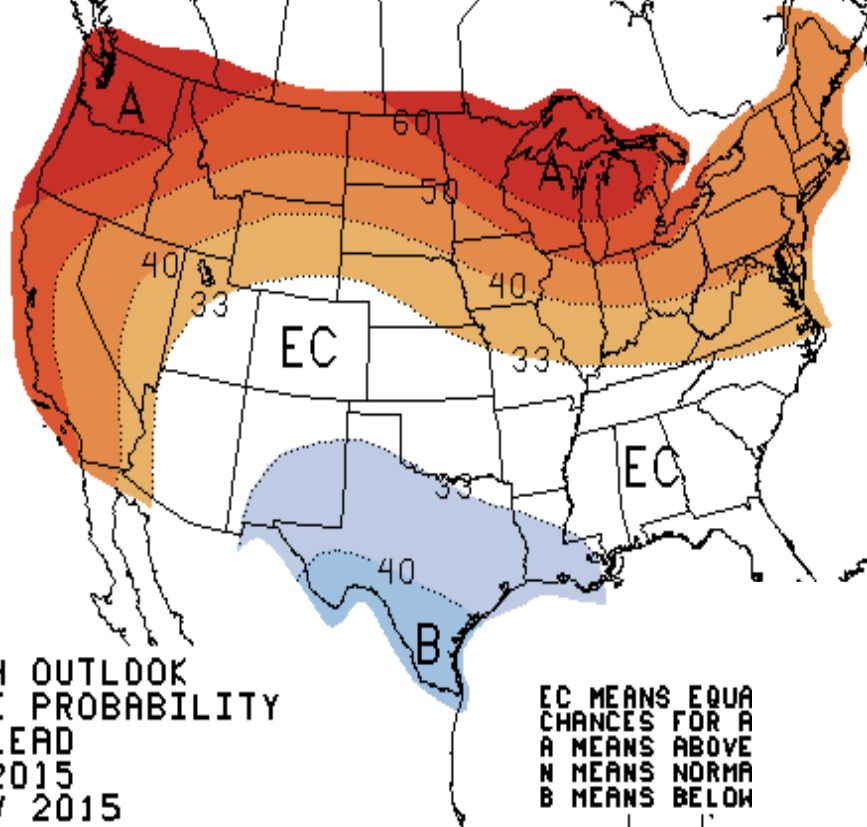 A
60
A
50
40
40
33
EC
33
EC
33
40
B
H OUTLOOK
E PROBABILITY
LEAD
2015
Y 2015
EC MEANS EQUA
CHANCES FOR A
A MEANS ABOVE
N MEANS NORMA
B MEANS BELOW